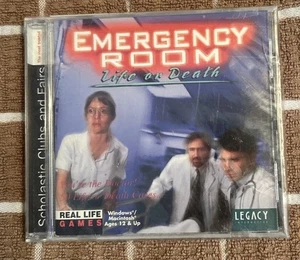 EMERGENCY
ROOM
Life or Death
Scholastic Clubs and Fairs
REAL LIFE
GAMES
Windows®/
Macintosh®
Ages 12 & Up
LEGACY